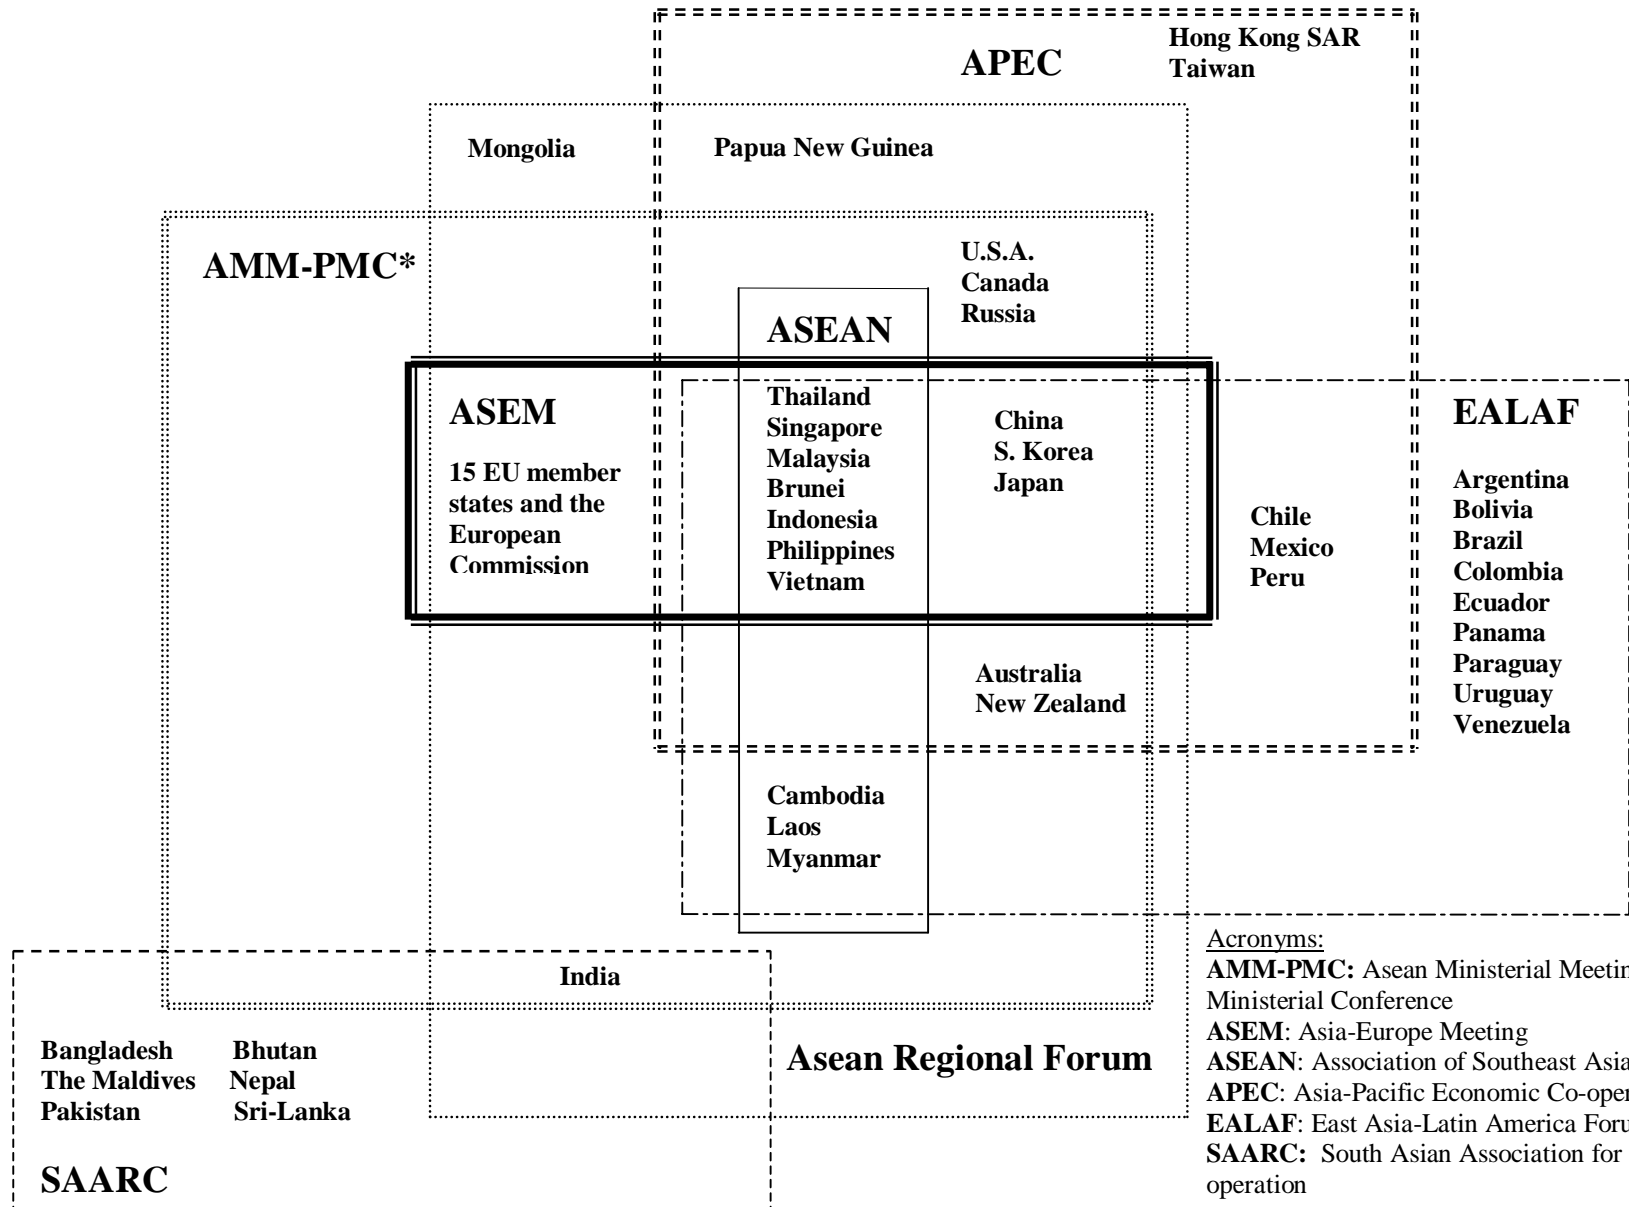 APEC
Hong Kong SAR
Taiwan
Mongolia
Papua New Guinea
AMM-PMC*
U.S.A.
Canada
Russia
ASEAN
ASEM
15 EU member
states and the
European
Commission
Thailand
Singapore
Malaysia
Brunei
Indonesia
Philippines
Vietnam
China
S. Korea
Japan
EALAF
Chile
Mexico
Peru
Argentina
Bolivia
Brazil
Colombia
Ecuador
Panama
Paraguay
Uruguay
Venezuela
Australia
New Zealand
Cambodia
Laos
Myanmar
India
Bangladesh Bhutan
The Maldives Nepal
Pakistan Sri-Lanka
SAARC
Asean Regional Forum
Acronyms:
AMM-PMC: Asean Ministerial
Ministerial Conference
ASEM: Asia-Europe Meeting
ASEAN: Association of Southeast
APEC: Asia-Pacific Economic
EALAF: East Asia-Latin America
SAARC: South Asian Association for
operation